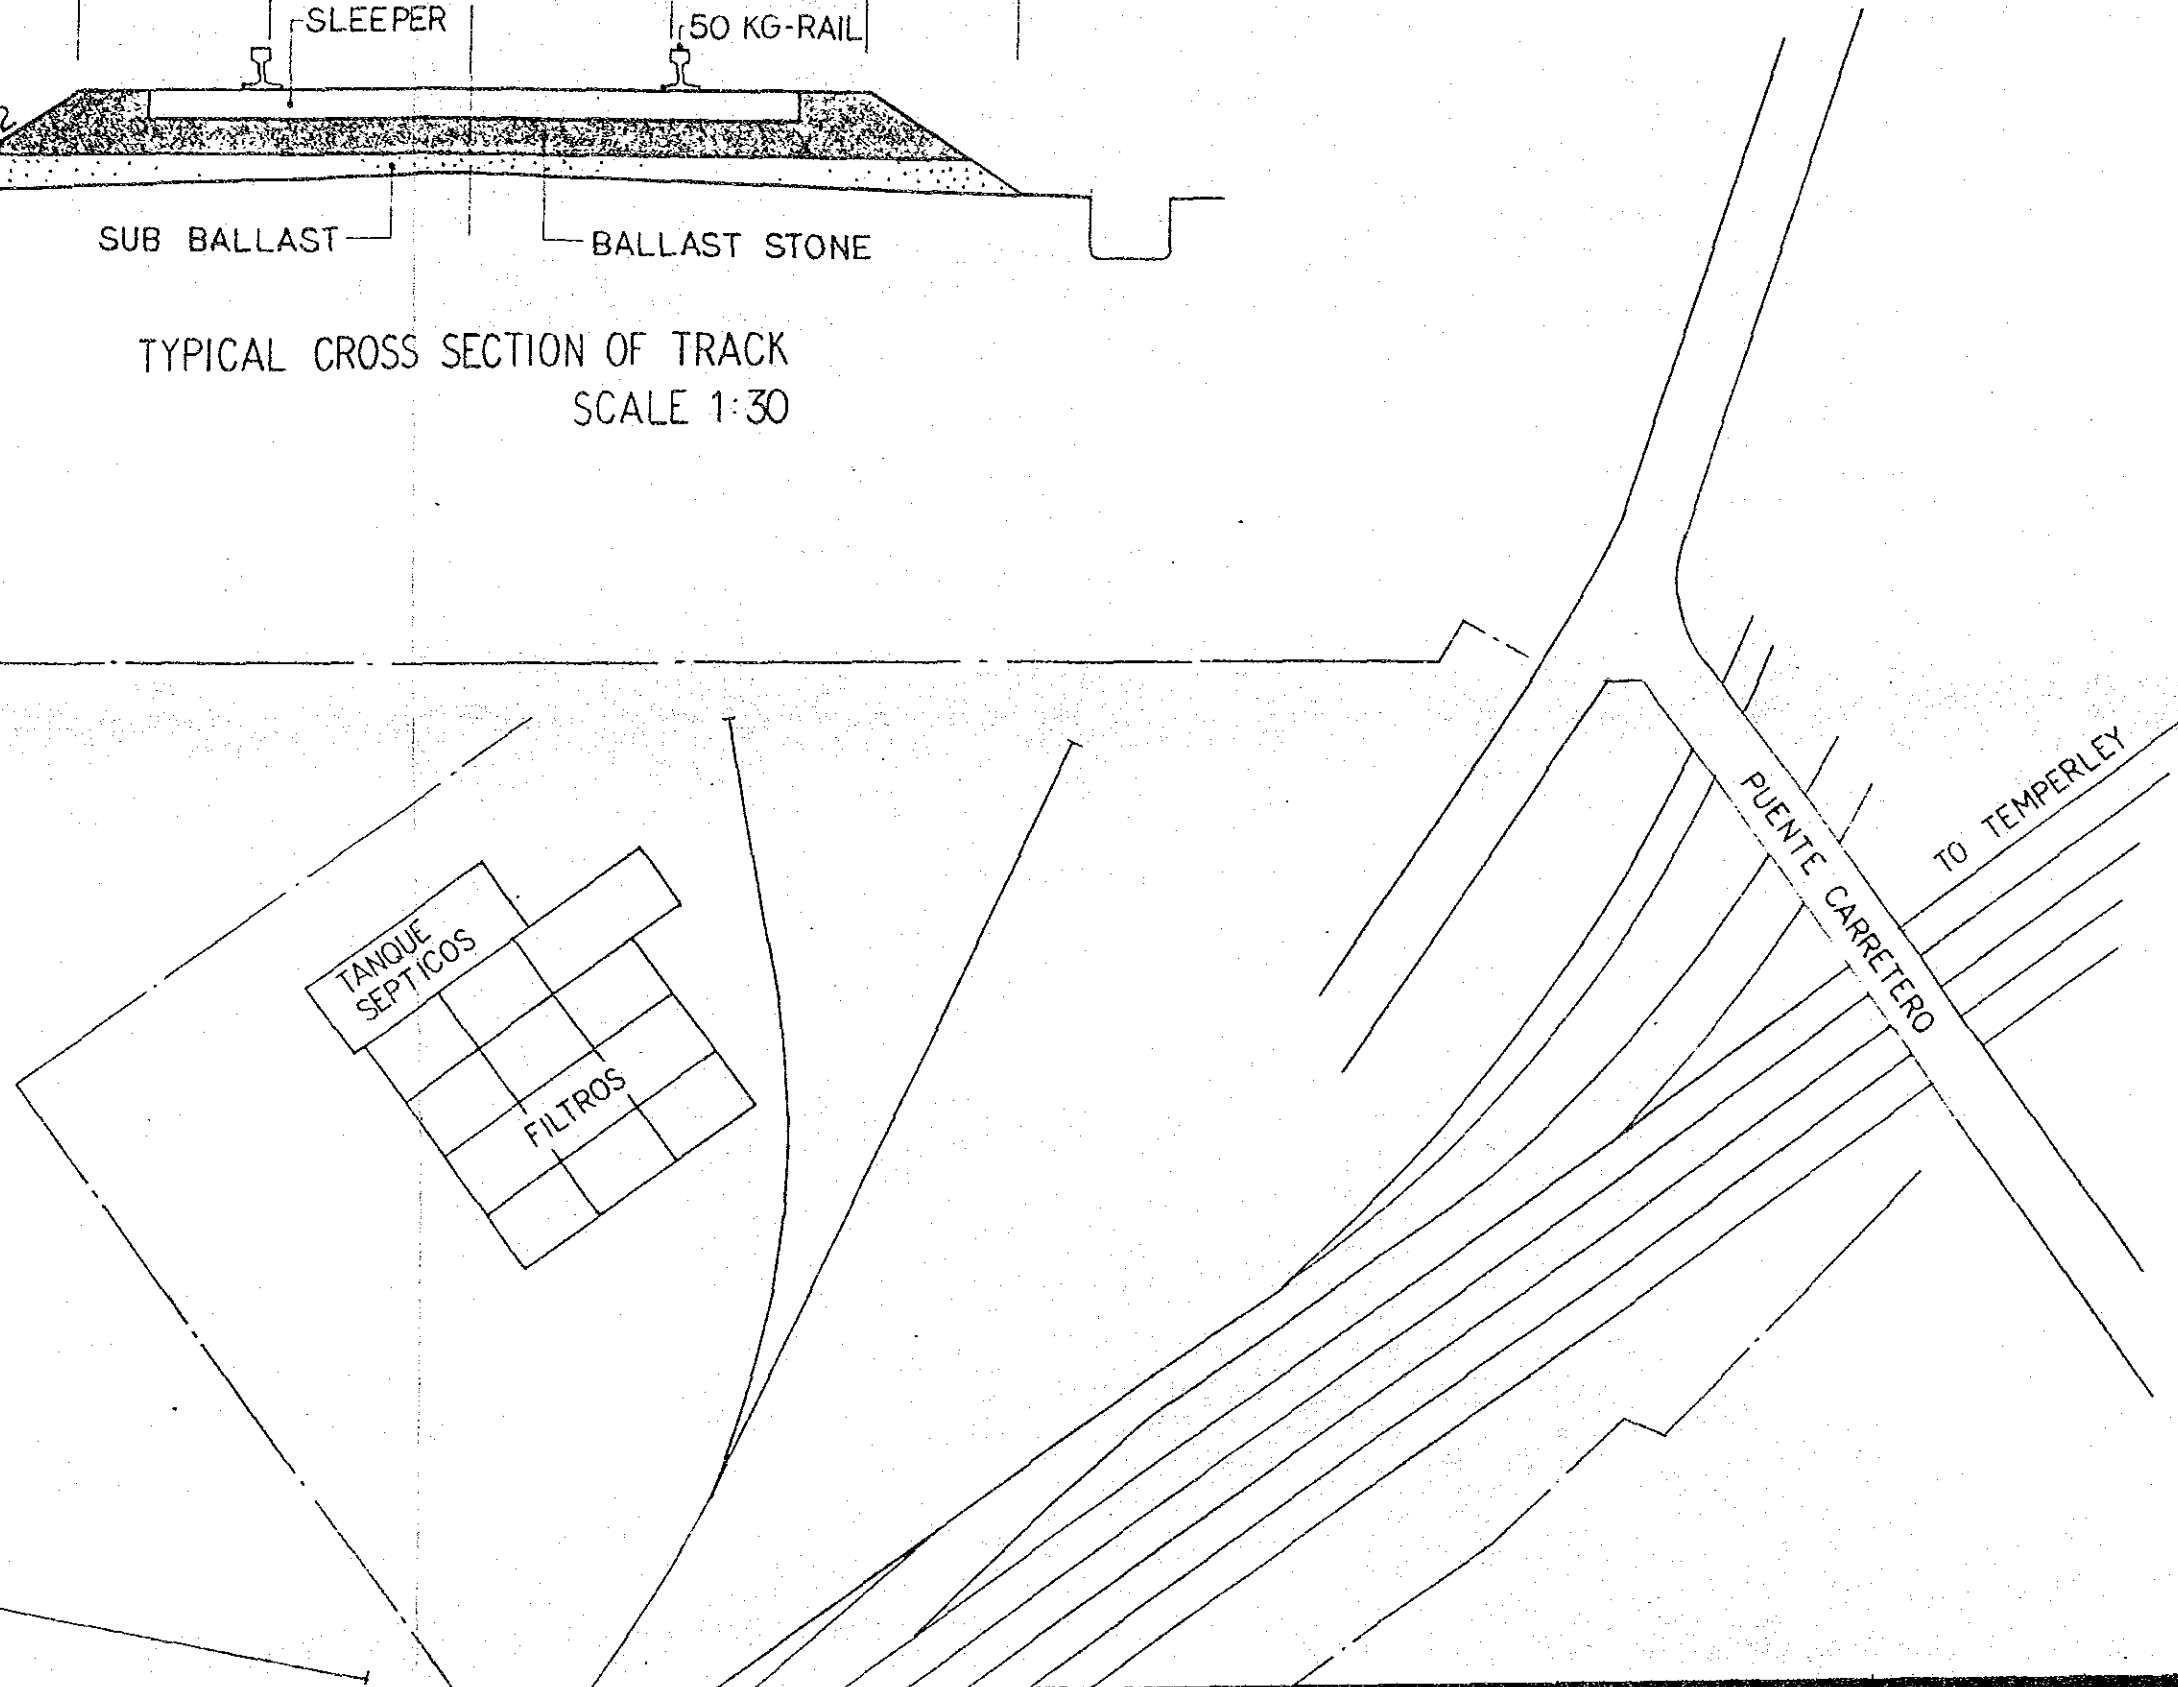 SLEEPER
50 KG-RAIL
2
SUB BALLAST
BALLAST STONE
TYPICAL CROSS SECTION OF TRACK
SCALE 1:30
TO TEMPERLEY
PUENTE CARRETERO
TANQUE
SEPTICOS
FILTROS